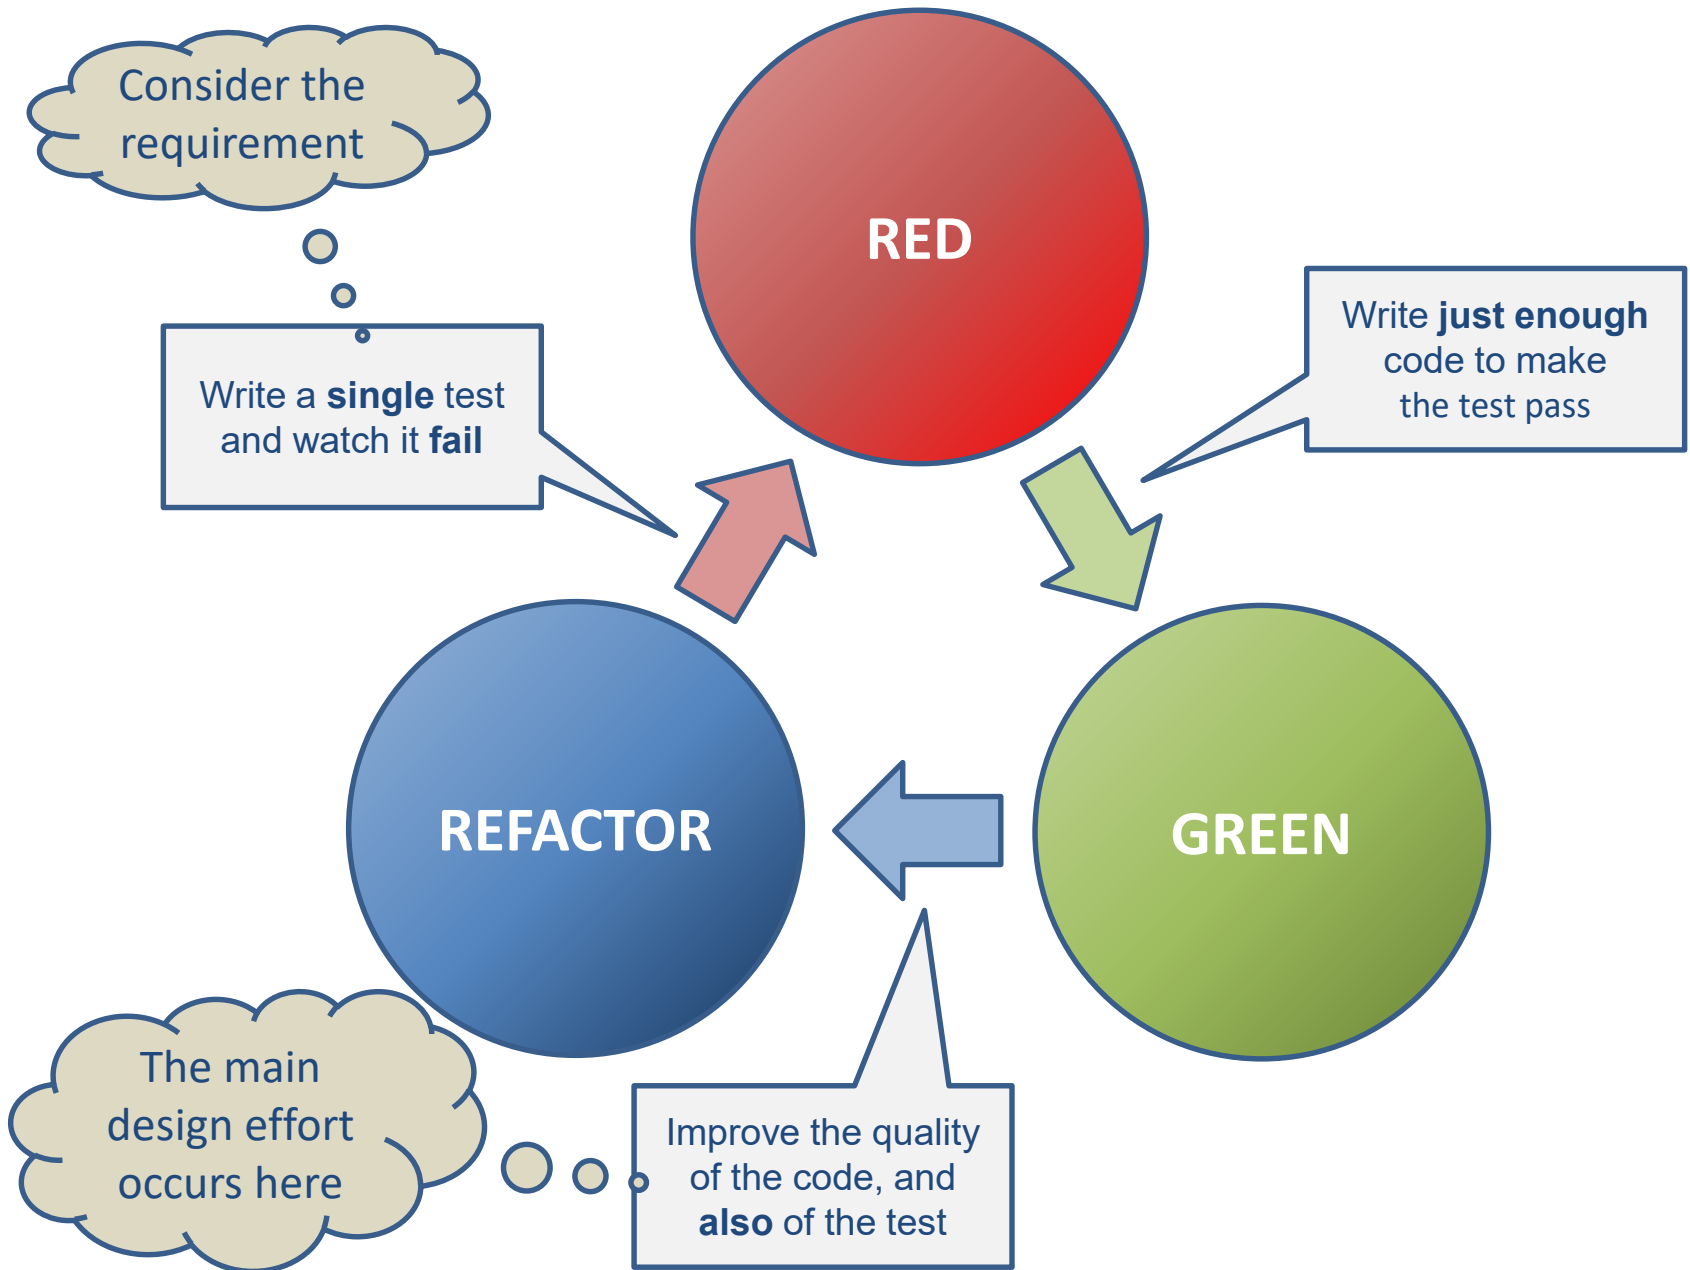 Consider the
requirement
RED
Write just enough
code to make
the test pass
Write a single test
and watch it fail
REFACTOR
GREEN
The main
design effort
occurs here
Improve the quality
of the code, and
also of the test